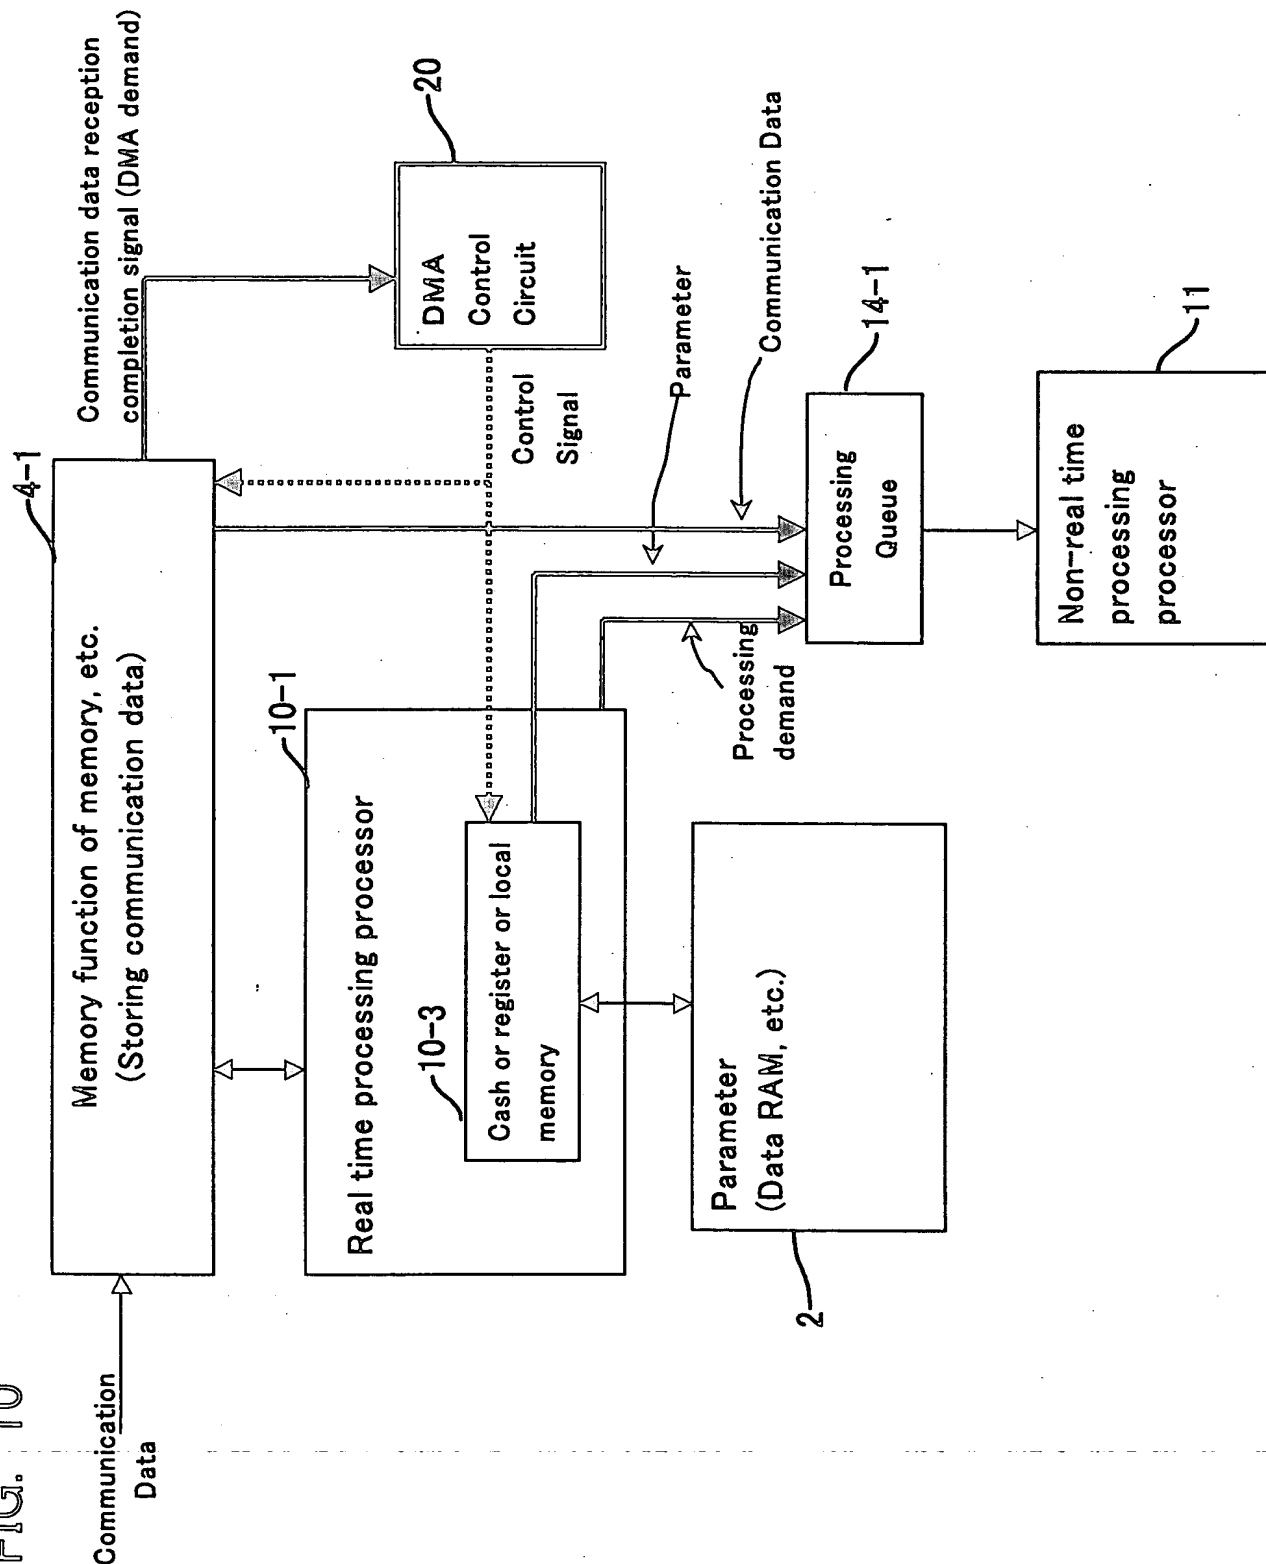 FIG. 10
Communication
Data
4-1
Memory function of memory, etc.
(Storing communication data)
Communication data reception
completion signal (DMA demand)
10-1
Real time processing processor
10-3
Cash or register or local
memory
20
DMA
Control
Circuit
Control
Signal
Parameter
Communication Data
Processing
demand
2
Parameter
(Data RAM, etc.)
14-1
Processing
Queue
11
Non-real time
processing
processor